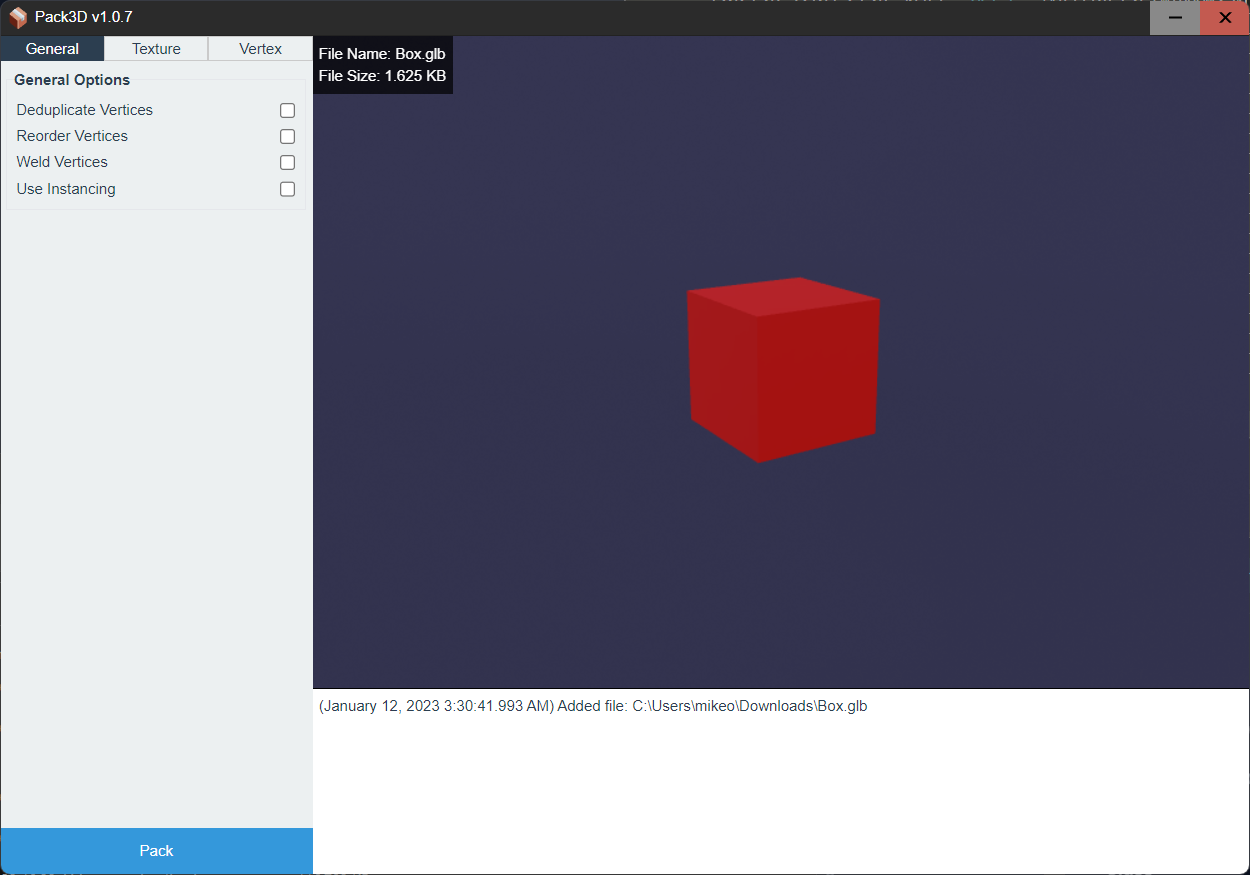 Pack3D v1.0.7
General Texture Vertex
General Options
Deduplicate Vertices
Reorder Vertices
Weld Vertices
Use Instancing
Pack
File Name: Box.glb
File Size: 1.625 KB
(January 12, 2023 3:30:41.993 AM) Added file: C:\Users\mikeo\Downloads\Box.glb